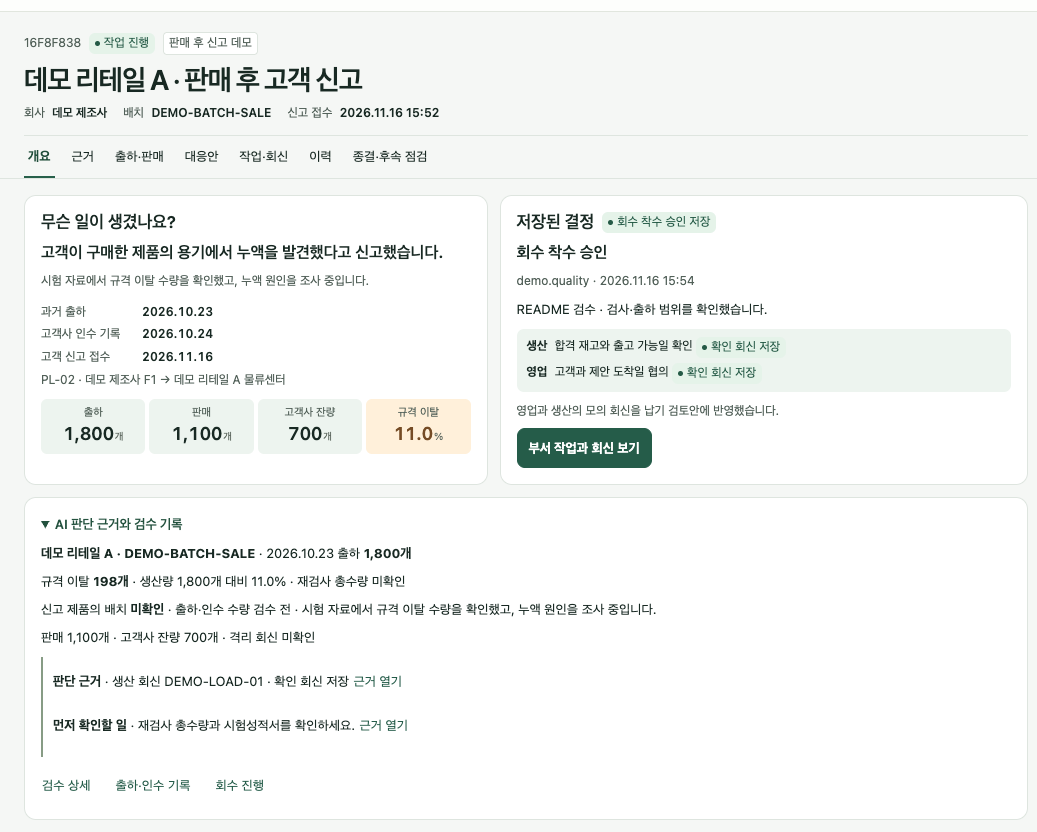 16F8F838 작업 진행 판매 후 신고 데모
데모 리테일 A · 판매 후 고객 신고
회사 데모 제조사 배치 DEMO-BATCH-SALE 신고 접수 2026.11.16 15:52
개요 근거 출하·판매 대응안 작업·회신 이력 종결·후속 점검
무슨 일이 생겼나요?
고객이 구매한 제품의 용기에서 누액을 발견했다고 신고했습니다.
시험 자료에서 규격 이탈 수량을 확인했고, 누액 원인을 조사 중입니다.
과거 출하 2026.10.23
고객사 인수 기록 2026.10.24
고객 신고 접수 2026.11.16
PL-02 · 데모 제조사 F1 → 데모 리테일 A 물류센터
출하 판매 고객사 잔량 규격 이탈
1,800개 1,100개 700개 11.0%
저장된 결정 회수 착수 승인 저장
회수 착수 승인
demo.quality · 2026.11.16 15:54
README 검수 · 검사·출하 범위를 확인했습니다.
생산 합격 재고와 출고 가능일 확인 확인 회신 저장
영업 고객과 제안 도착일 협의 확인 회신 저장
영업과 생산의 모의 회신을 납기 검토안에 반영했습니다.
부서 작업과 회신 보기
▼ AI 판단 근거와 검수 기록
데모 리테일 A · DEMO-BATCH-SALE · 2026.10.23 출하 1,800개
규격 이탈 198개 · 생산량 1,800개 대비 11.0% · 재검사 총수량 미확인
신고 제품의 배치 미확인 · 출하·인수 수량 검수 전 · 시험 자료에서 규격 이탈 수량을 확인했고, 누액 원인을 조사 중입니다.
판매 1,100개 · 고객사 잔량 700개 · 격리 회신 미확인
판단 근거 · 생산 회신 DEMO-LOAD-01 · 확인 회신 저장 근거 열기
먼저 확인할 일 · 재검사 총수량과 시험성적서를 확인하세요. 근거 열기
검수 상세 출하·인수 기록 회수 진행